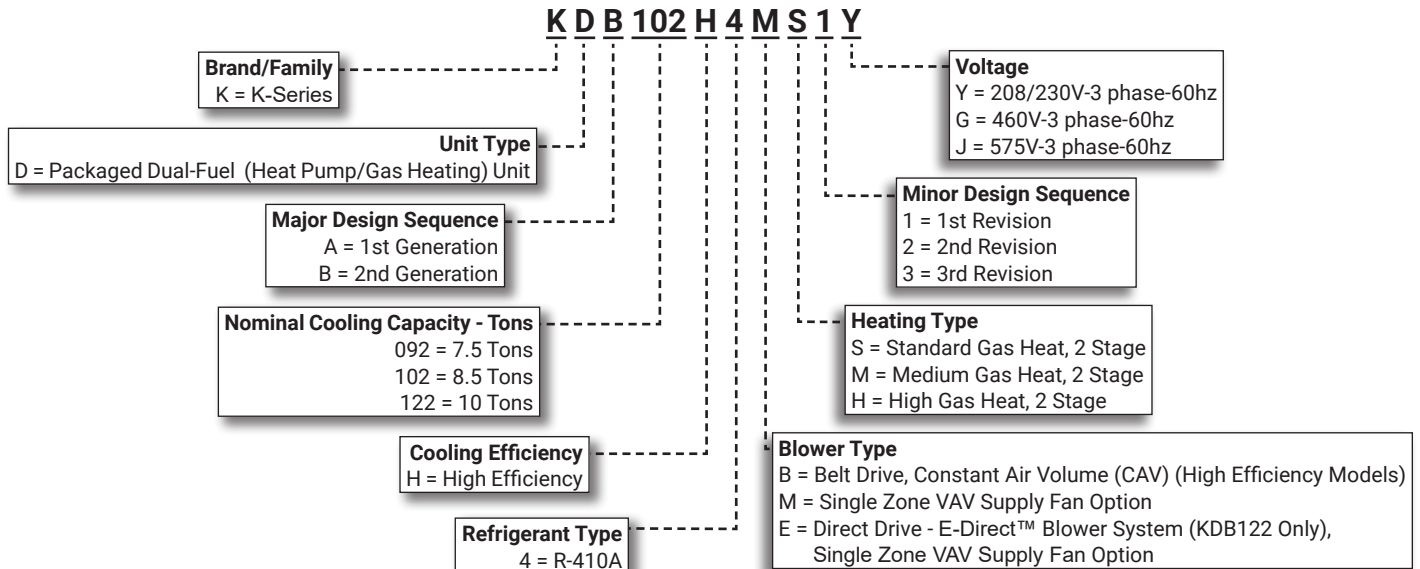 K D B 102 H 4 M S 1 Y
Brand/Family
K = K-Series
Unit Type
D = Packaged Dual-Fuel (Heat Pump/Gas Heating) Unit
Major Design Sequence
A = 1st Generation
B = 2nd Generation
Nominal Cooling Capacity - Tons
092 = 7.5 Tons
102 = 8.5 Tons
122 = 10 Tons
Cooling Efficiency
H = High Efficiency
Refrigerant Type
4 = R-410A
Voltage
Y = 208/230V-3 phase-60hz
G = 460V-3 phase-60hz
J = 575V-3 phase-60hz
Minor Design Sequence
1 = 1st Revision
2 = 2nd Revision
3 = 3rd Revision
Heating Type
S = Standard Gas Heat, 2 Stage
M = Medium Gas Heat, 2 Stage
H = High Gas Heat, 2 Stage
Blower Type
B = Belt Drive, Constant Air Volume (CAV) (High Efficiency Models)
M = Single Zone VAV Supply Fan Option
E = Direct Drive - E-Direct™ Blower System (KDB122 Only),
Single Zone VAV Supply Fan Option